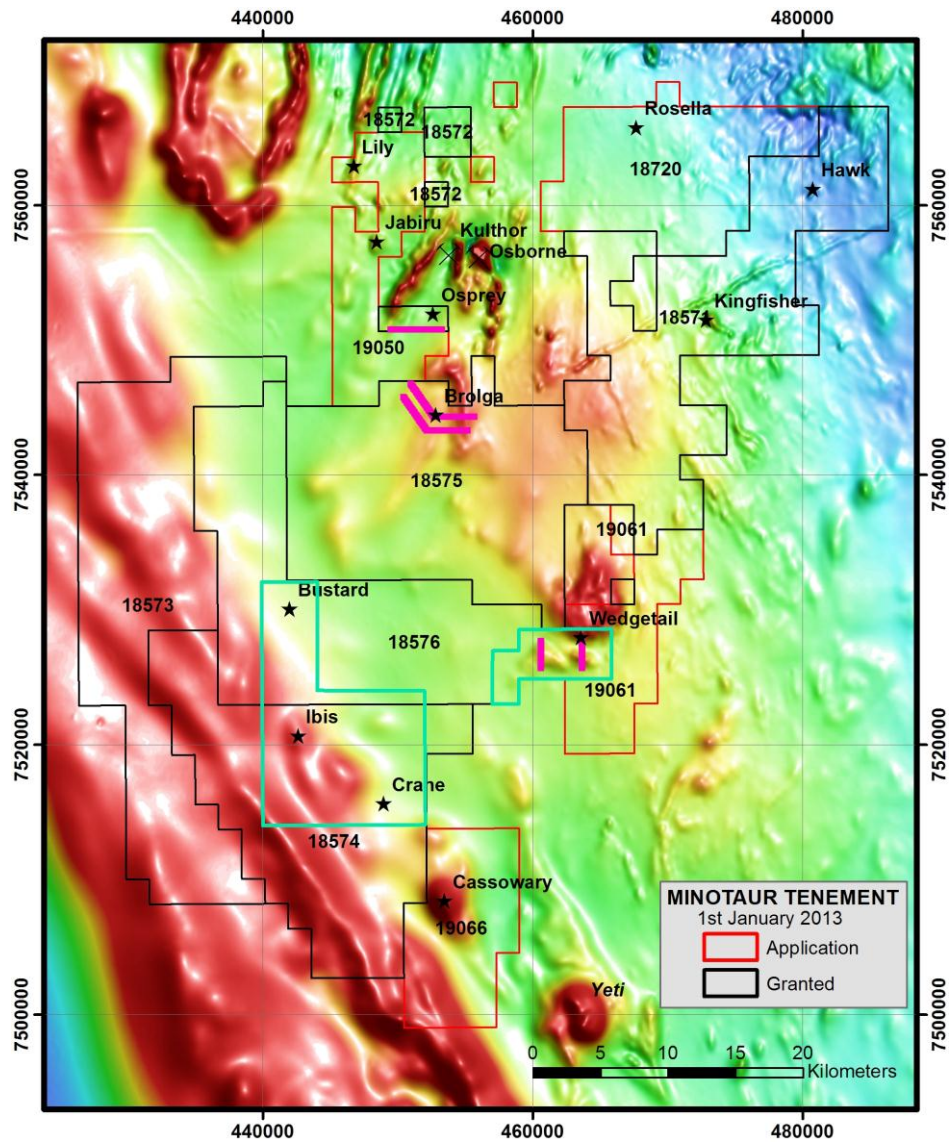 440000
460000
480000
18572
18572
Rosella
Lily
18720
Hawk
18572
7560000
7560000
Jabiru
Kulthor
Osborne
Osprey
Kingfisher
18571
19050
Brolga
18575
7540000
7540000
19061
Bustard
18573
Wedgetail
18576
19061
Ibis
7520000
7520000
Crane
18574
Cassowary
19066
MINOTAUR TENEMENT
1st January 2013
Application
Granted
Yeti
7500000
7500000
0 5 10 15 20
Kilometers
440000
460000
480000